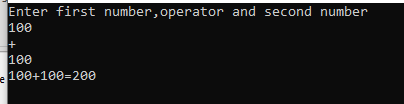 Enter first number,operator and second number
100
+
100
100+100=200